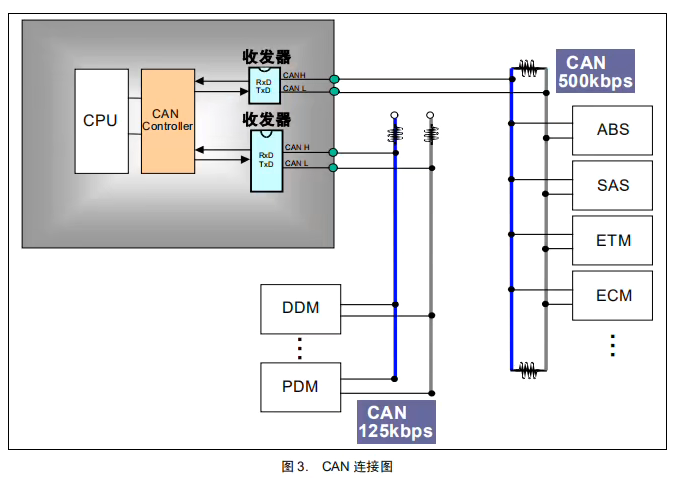 收发器
RxD
TxD
CANH
CAN L
CPU
CAN
Controller
收发器
RxD
TxD
CAN H
CAN L
CAN
500kbps
ABS
SAS
ETM
ECM
⋮
DDM
⋮
PDM
CAN
125kbps
图 3. CAN 连接图